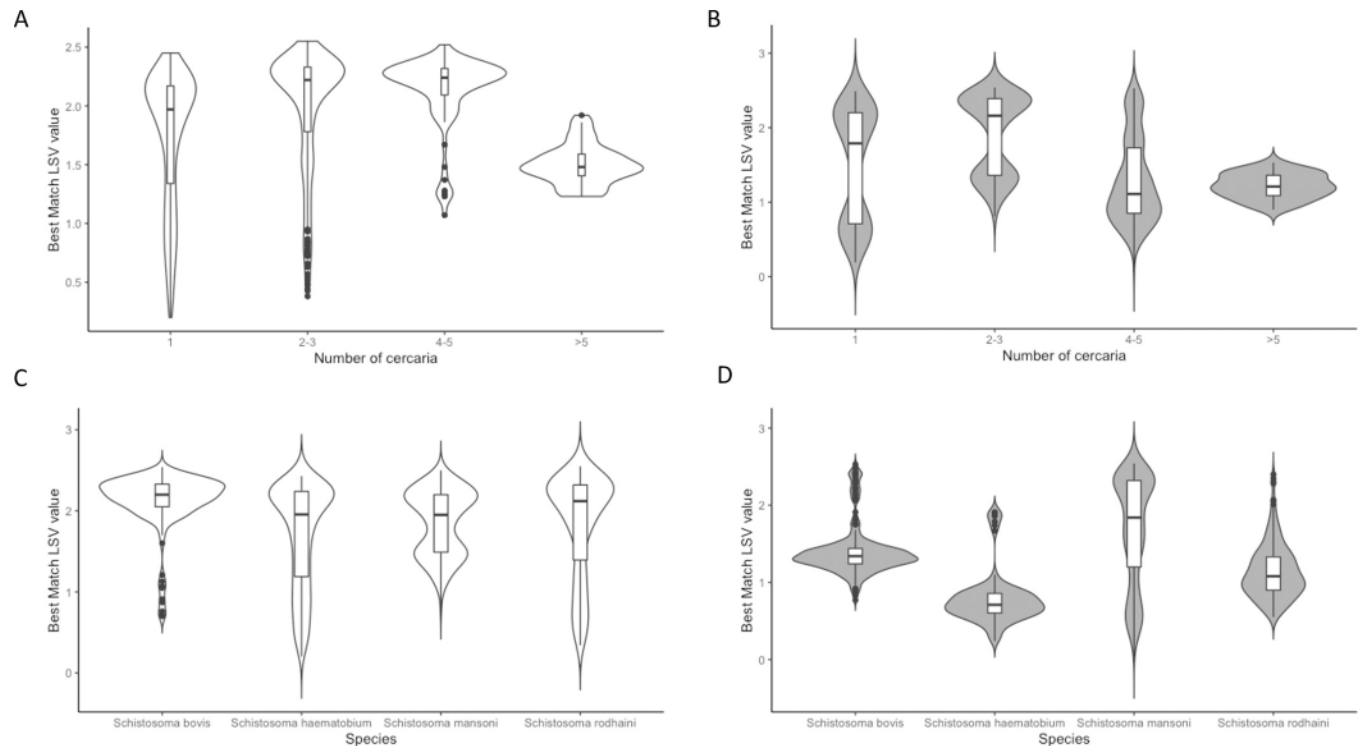 A
Best Match LSV value
2.5
2.0
1.5
1.0
0.5
1
2-3
4-5
>5
Number of cercaria
B
Best Match LSV value
3
2
1
0
1
2-3
4-5
>5
Number of cercaria
C
Best Match LSV value
3
2
1
0
Schistosoma bovis
Schistosoma haematobium
Schistosoma mansoni
Schistosoma rodhaini
Species
D
Best Match LSV value
3
2
1
0
Schistosoma bovis
Schistosoma haematobium
Schistosoma mansoni
Schistosoma rodhaini
Species